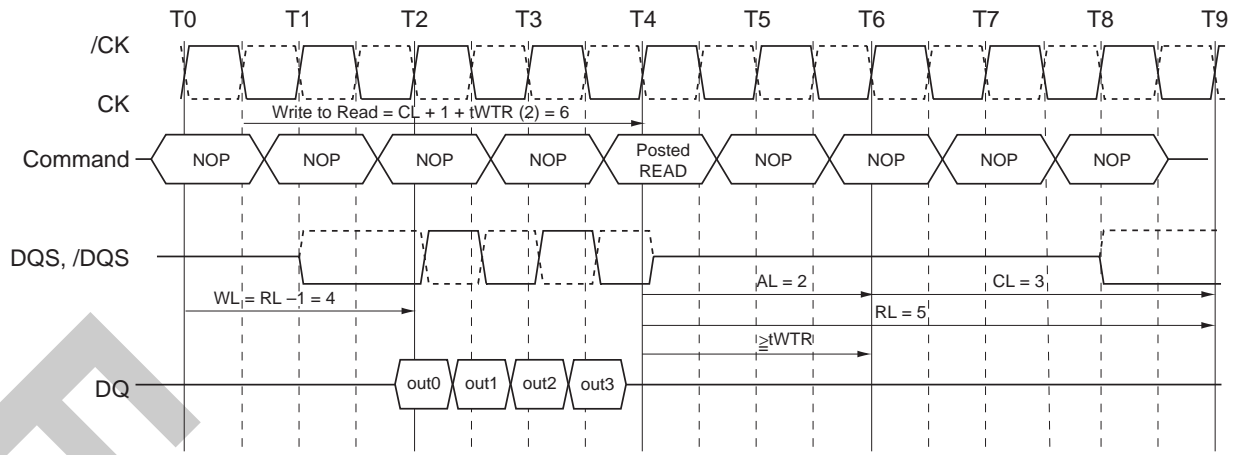 T0 T1 T2 T3 T4 T5 T6 T7 T8 T9
/CK
CK
Write to Read = CL + 1 + tWTR (2) = 6
Command NOP NOP NOP NOP Posted READ NOP NOP NOP NOP
DQS, /DQS
AL = 2 CL = 3
WL = RL –1 = 4
RL = 5
≧tWTR
DQ out0 out1 out2 out3